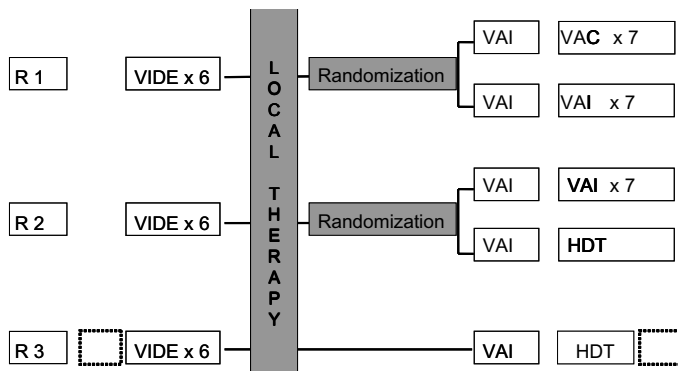 VAI VAC x 7
R 1 VIDE x 6 Randomization
VAI VAI x 7
LOCAL THERAPY
VAI VAI x 7
R 2 VIDE x 6 Randomization
VAI HDT
R 3 VIDE x 6 VAI HDT